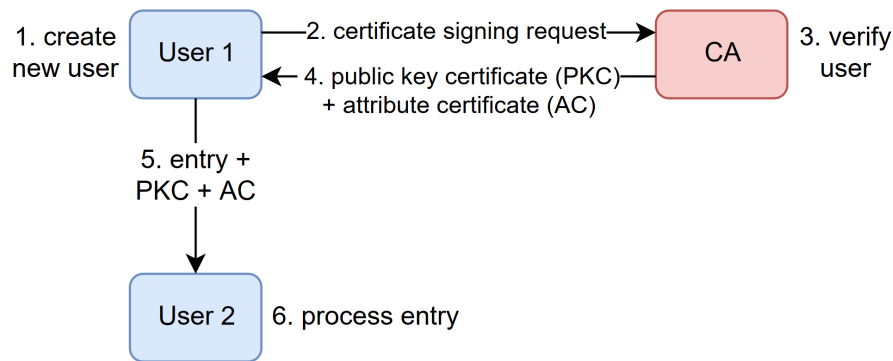 1. create
new user
User 1
2. certificate signing request
CA
3. verify
user
4. public key certificate (PKC)
+ attribute certificate (AC)
5. entry +
PKC + AC
User 2
6. process entry